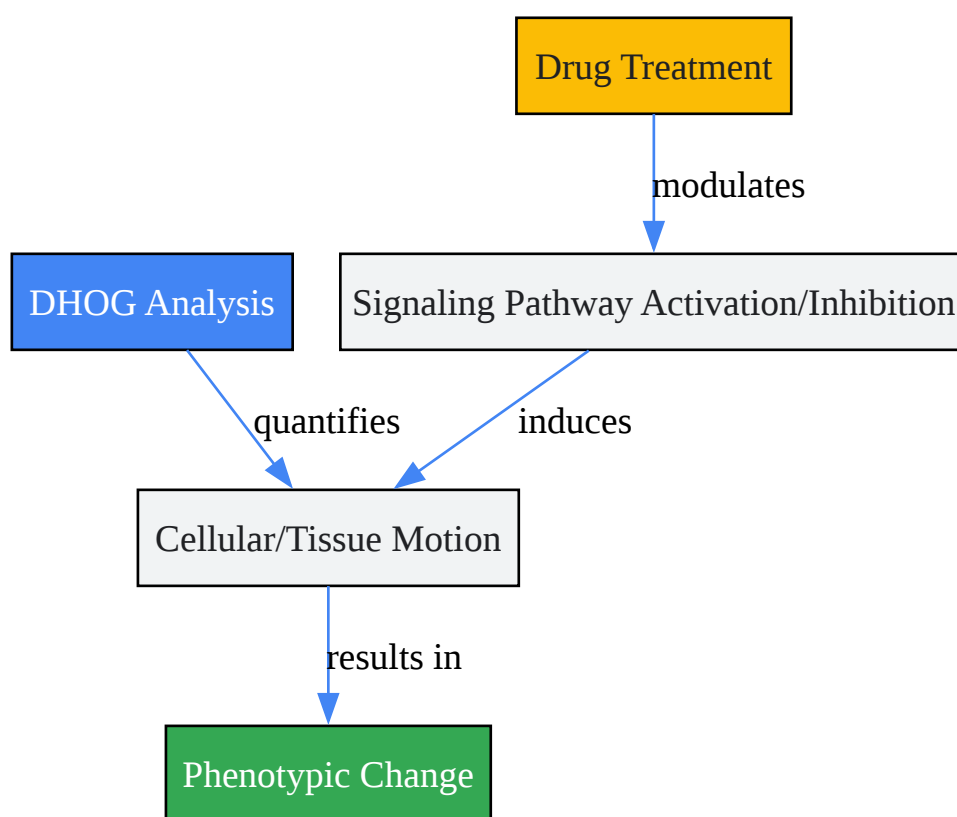 Drug Treatment
modulates
DHOG Analysis
Signaling Pathway Activation/Inhibition
quantifies
induces
Cellular/Tissue Motion
results in
Phenotypic Change